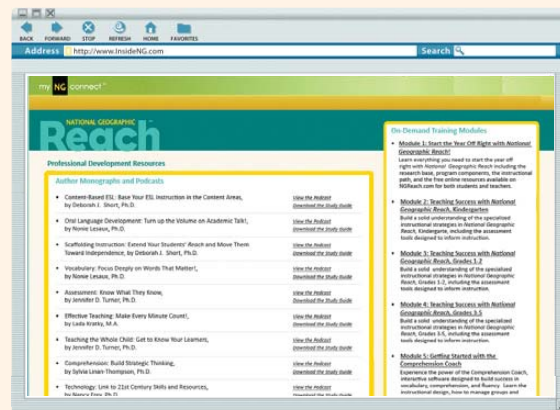 BACK FORWARD STOP REFRESH HOME FAVORITES
Address http://www.InsideNG.com Search
my NG connect™
NATIONAL GEOGRAPHIC
Reach
Professional Development Resources
Author Monographs and Podcasts
• Content-Based ESL: Base Your ESL Instruction in the Content Areas, View the Podcast
by Deborah J. Short, Ph.D. Download the Study Guide
• Oral Language Development: Turn up the Volume on Academic Talk!, View the Podcast
by Nonie Lesaux, Ph.D. Download the Study Guide
• Scaffolding Instruction: Extend Your Students' Reach and Move Them View the Podcast
Toward Independence, by Deborah J. Short, Ph.D. Download the Study Guide
• Vocabulary: Focus Deeply on Words That Matter!, View the Podcast
by Nonie Lesaux, Ph.D. Download the Study Guide
• Assessment: Know What They Know, View the Podcast
by Jennifer D. Turner, Ph.D. Download the Study Guide
• Effective Teaching: Make Every Minute Count!, View the Podcast
by Lada Kratky, M.A. Download the Study Guide
• Teaching the Whole Child: Get to Know Your Learners, View the Podcast
by Jennifer D. Turner, Ph.D. Download the Study Guide
• Comprehension: Build Strategic Thinking, View the Podcast
by Sylvia Linan-Thompson, Ph.D. Download the Study Guide
• Technology: Link to 21st Century Skills and Resources, View the Podcast
On-Demand Training Modules
• Module 1: Start the Year Off Right with National
Geographic Reach!
Learn everything you need to start the year off
right with National Geographic Reach including the
research base, program components, the instructional
path, and the free online resources available on
NGReach.com for both students and teachers.
• Module 2: Teaching Success with National
Geographic Reach, Kindergarten
Build a solid understanding of the specialized
instructional strategies in National Geographic
Reach, Kindergarten, including the assessment
tools designed to inform instruction.
• Module 3: Teaching Success with National
Geographic Reach, Grades 1-2
Build a solid understanding of the specialized
instructional strategies in National Geographic
Reach, Grades 1-2, including the assessment
tools designed to inform instruction.
• Module 4: Teaching Success with National
Geographic Reach, Grades 3-5
Build a solid understanding of the specialized
instructional strategies in National Geographic
Reach, Grades 3-5, including the assessment
tools designed to inform instruction.
• Module 5: Getting Started with the
Comprehension Coach
Experience the power of the Comprehension Coach,
interactive software designed to build success in
vocabulary, comprehension, and fluency. Learn the
instructional design, how to manage groups and